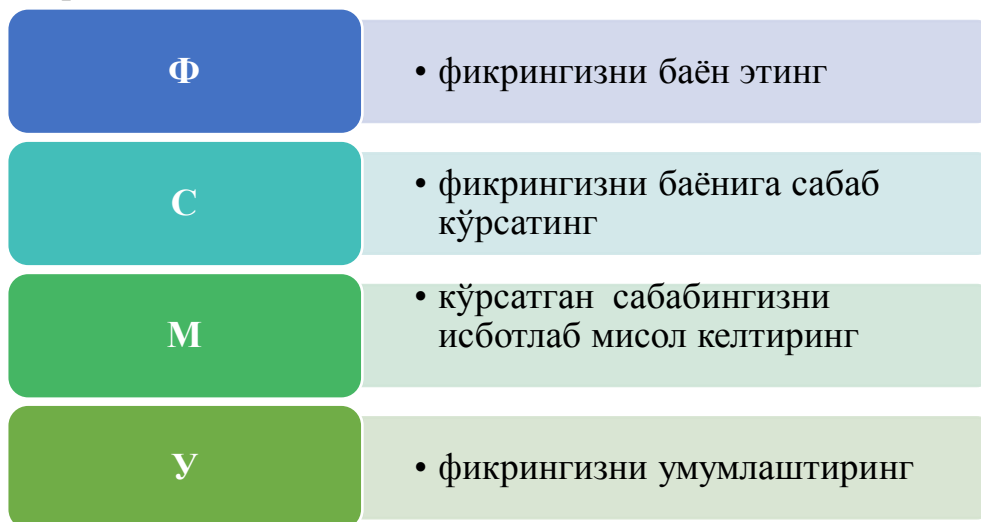 Ф
• фикрингизни баён этинг
С
• фикрингизни баёнига сабаб
кўрсатинг
М
• кўрсатган сабабингизни
исботлаб мисол келтиринг
У
• фикрингизни умумлаштиринг